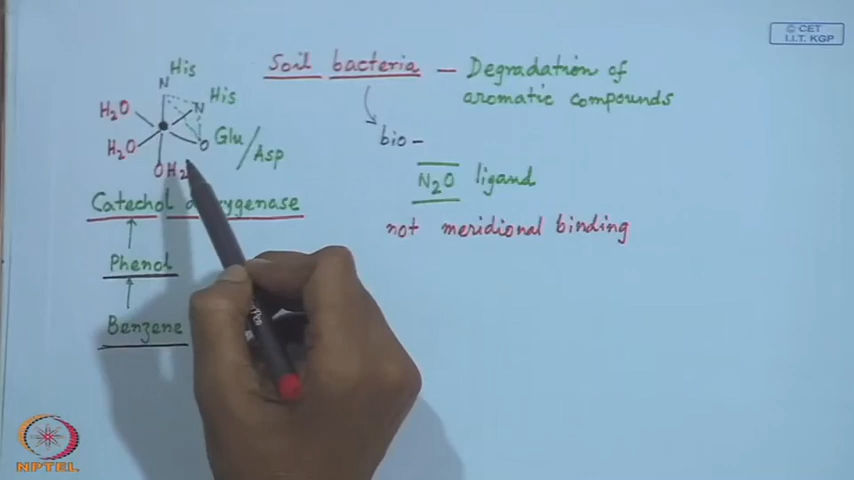 © CET
I.I.T. KGP
His
N
N His
H₂O
H₂O
O Glu/Asp
OH₂
Catechol
Phenol
Benzene
Soil bacteria — Degradation of
aromatic compounds
bio-
N₂O ligand
not meridional binding
NPTEL